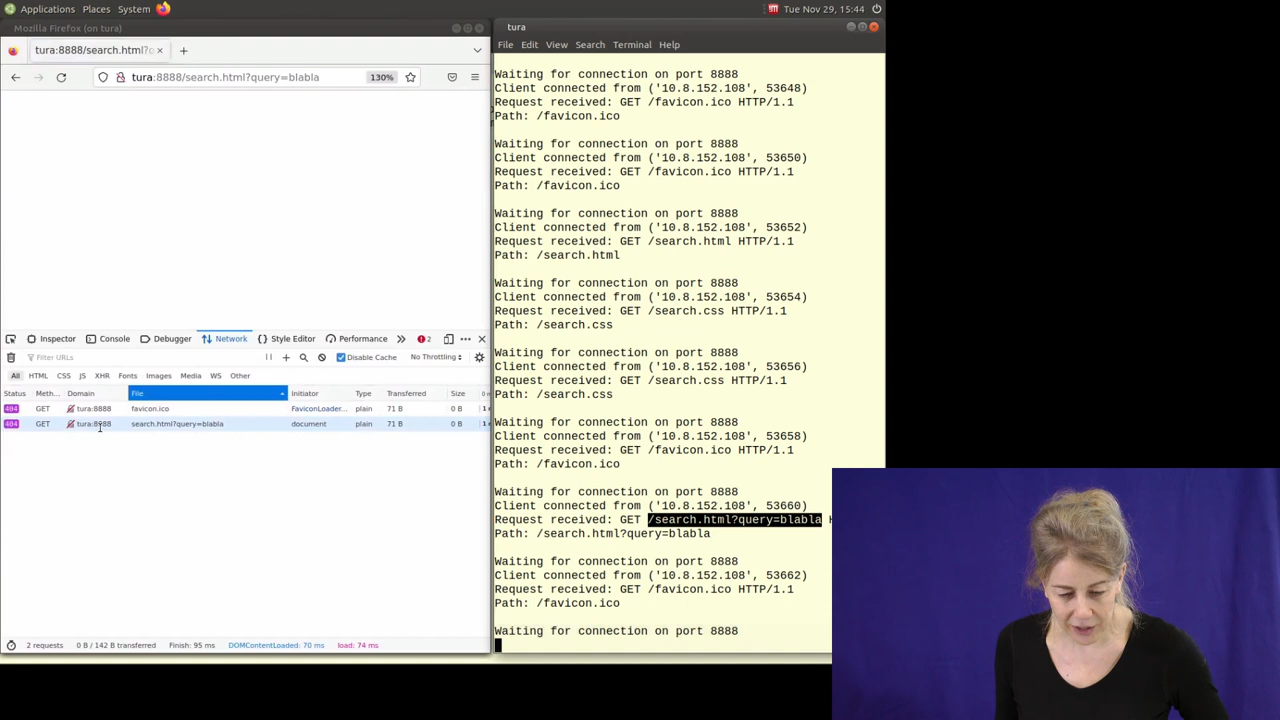 Applications Places System
Tue Nov 29, 15:44
Mozilla Firefox (on tura)
tura:8888/search.html?q
tura:8888/search.html?query=blabla
130%
Inspector Console Debugger Network Style Editor Performance 2
Filter URLs
Disable Cache No Throttling
All HTML CSS JS XHR Fonts Images Media WS Other
Status Meth... Domain File Initiator Type Transferred Size
404 GET tura:8888 favicon.ico FaviconLoader... plain 71 B 0 B
404 GET tura:8888 search.html?query=blabla document plain 71 B 0 B
2 requests 0 B / 142 B transferred Finish: 95 ms DOMContentLoaded: 70 ms load: 74 ms
tura
File Edit View Search Terminal Help
Waiting for connection on port 8888
Client connected from ('10.8.152.108', 53648)
Request received: GET /favicon.ico HTTP/1.1
Path: /favicon.ico
Waiting for connection on port 8888
Client connected from ('10.8.152.108', 53650)
Request received: GET /favicon.ico HTTP/1.1
Path: /favicon.ico
Waiting for connection on port 8888
Client connected from ('10.8.152.108', 53652)
Request received: GET /search.html HTTP/1.1
Path: /search.html
Waiting for connection on port 8888
Client connected from ('10.8.152.108', 53654)
Request received: GET /search.css HTTP/1.1
Path: /search.css
Waiting for connection on port 8888
Client connected from ('10.8.152.108', 53656)
Request received: GET /search.css HTTP/1.1
Path: /search.css
Waiting for connection on port 8888
Client connected from ('10.8.152.108', 53658)
Request received: GET /favicon.ico HTTP/1.1
Path: /favicon.ico
Waiting for connection on port 8888
Client connected from ('10.8.152.108', 53660)
Request received: GET /search.html?query=blabla
Path: /search.html?query=blabla
Waiting for connection on port 8888
Client connected from ('10.8.152.108', 53662)
Request received: GET /favicon.ico HTTP/1.1
Path: /favicon.ico
Waiting for connection on port 8888